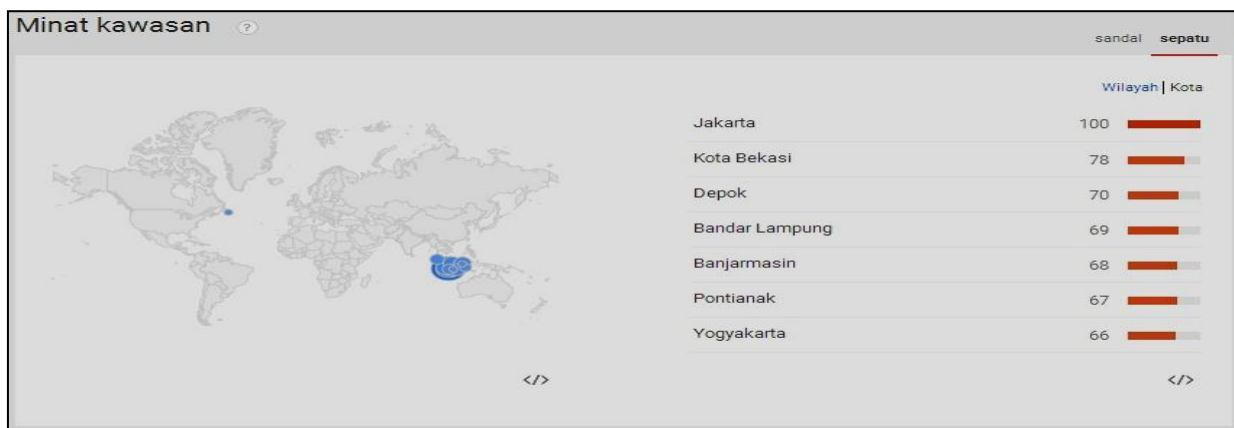 Minat kawasan ?
sandal sepatu
Wilayah | Kota
Jakarta 100
Kota Bekasi 78
Depok 70
Bandar Lampung 69
Banjarmasin 68
Pontianak 67
Yogyakarta 66
</> </>